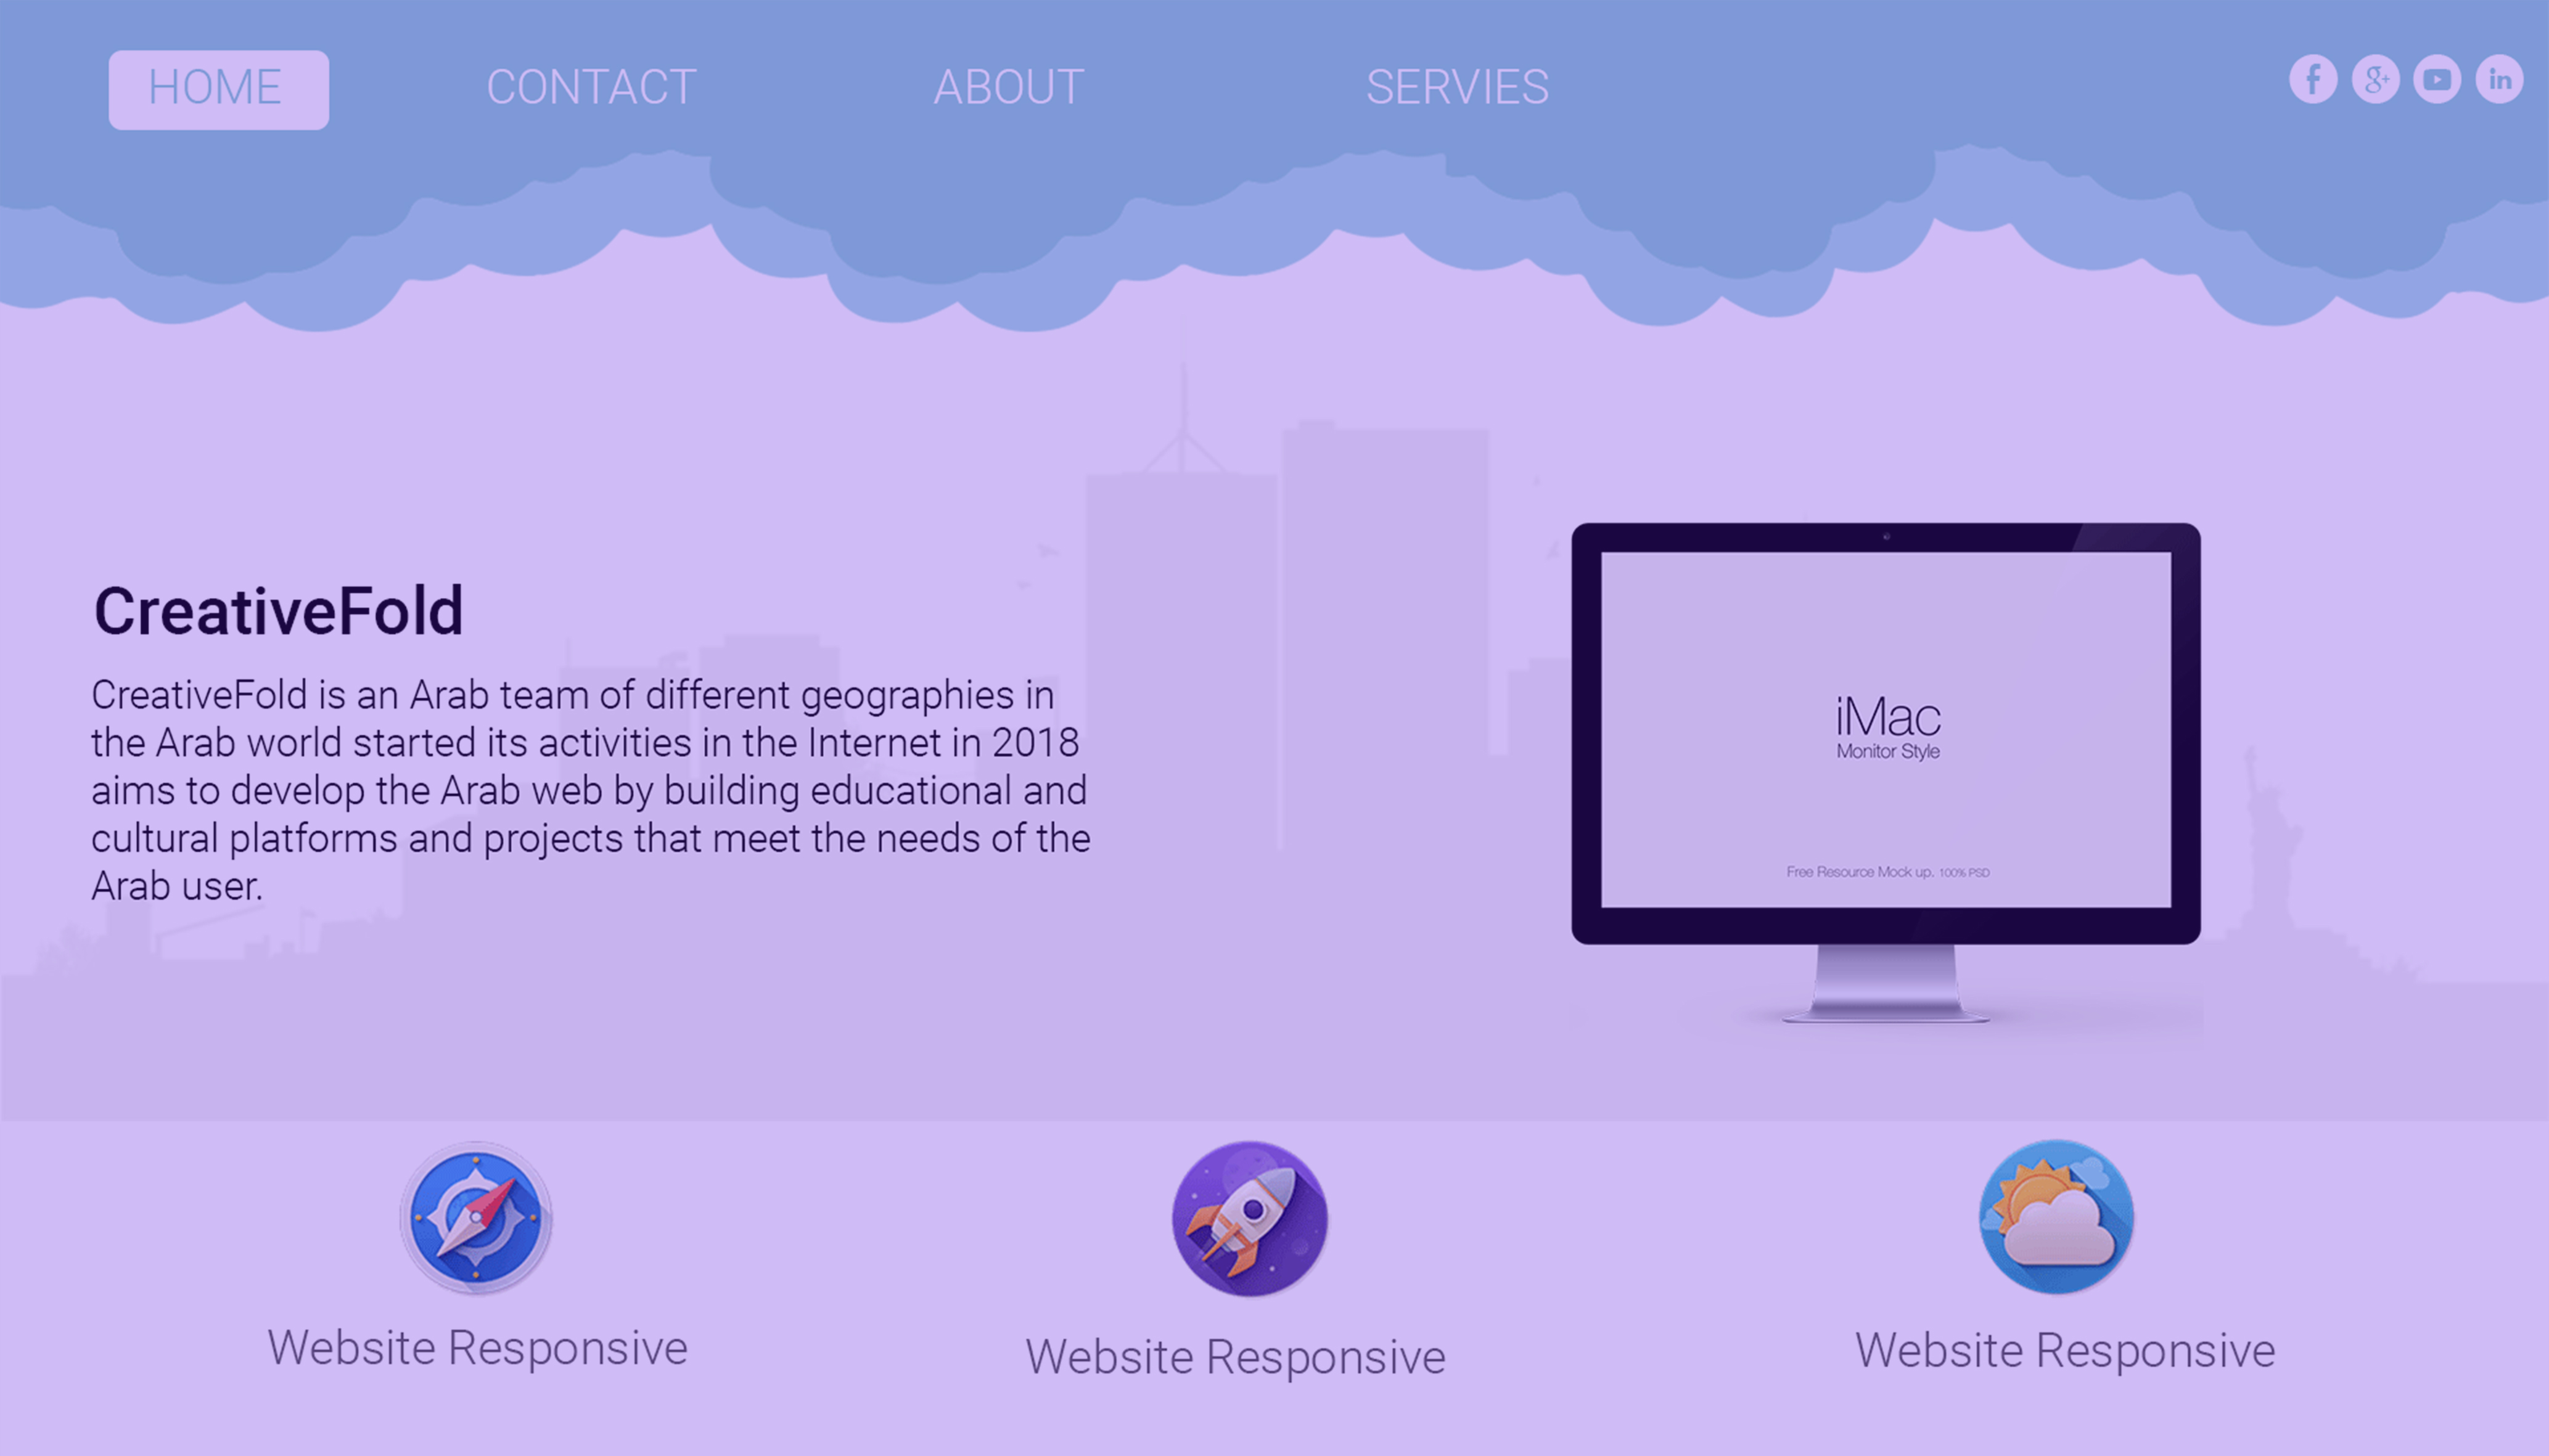 HOME CONTACT ABOUT SERVIES
CreativeFold
CreativeFold is an Arab team of different geographies in
the Arab world started its activities in the Internet in 2018
aims to develop the Arab web by building educational and
cultural platforms and projects that meet the needs of the
Arab user.
iMac
Monitor Style
Free Resource Mock up. 100% PSD
Website Responsive
Website Responsive
Website Responsive